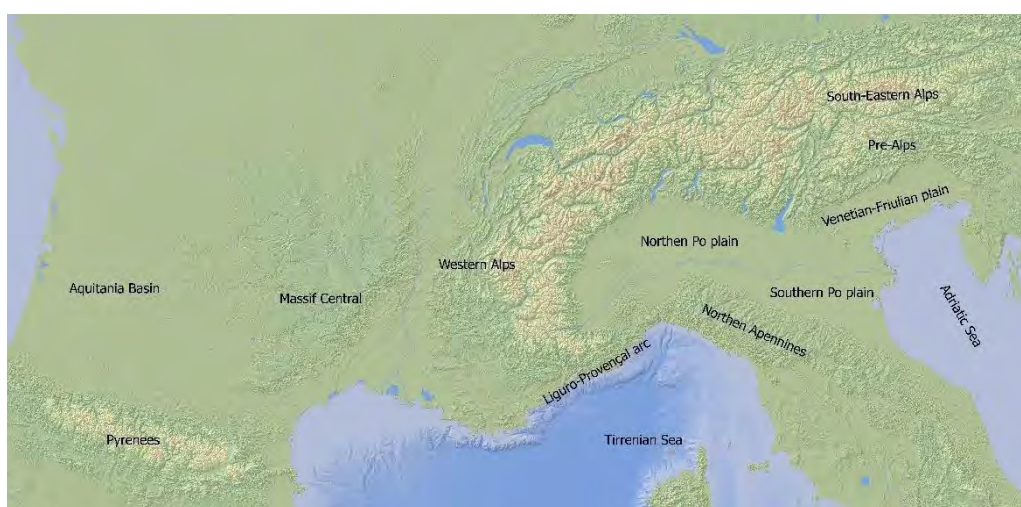 South-Eastern Alps
Pre-Alps
Venetian-Friulian plain
Northen Po plain
Western Alps
Aquitania Basin
Massif Central
Southern Po plain
Adriatic Sea
Northen Apennines
Liguro-Provençal arc
Pyrenees
Tirrenian Sea